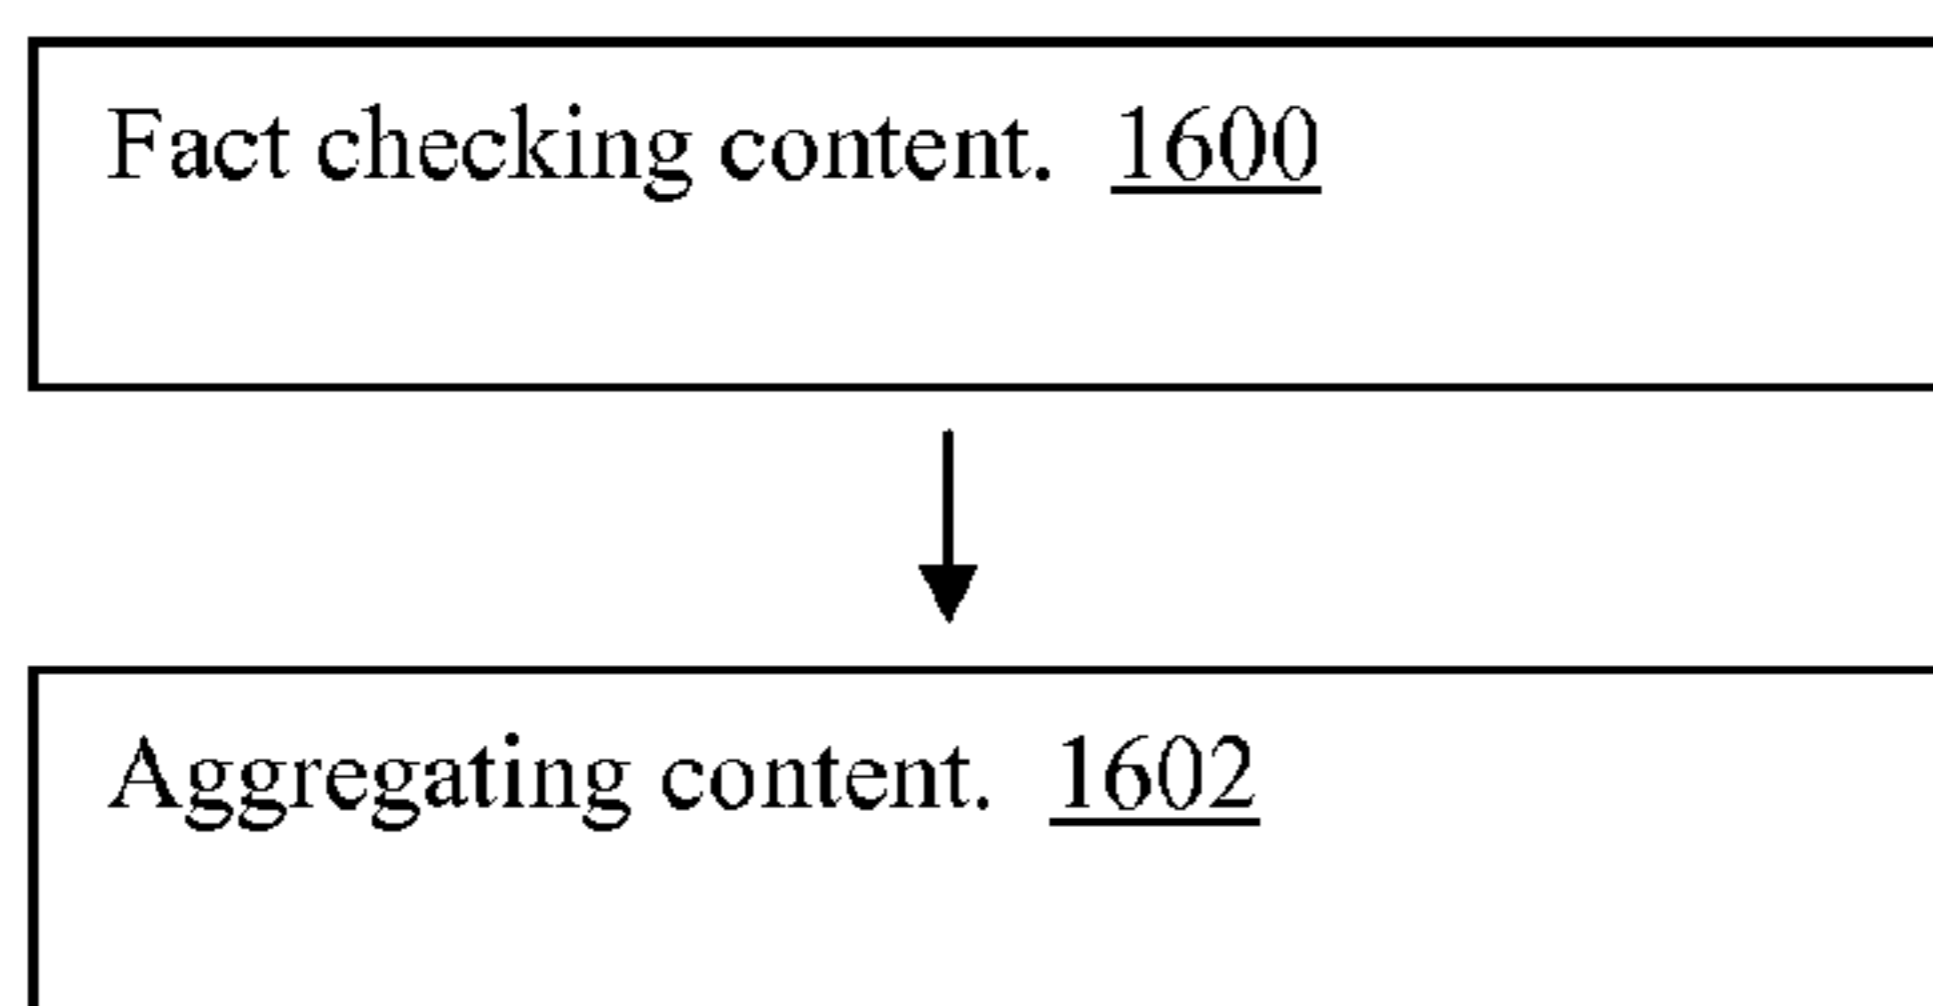 Fact checking content. 1600
Aggregating content. 1602